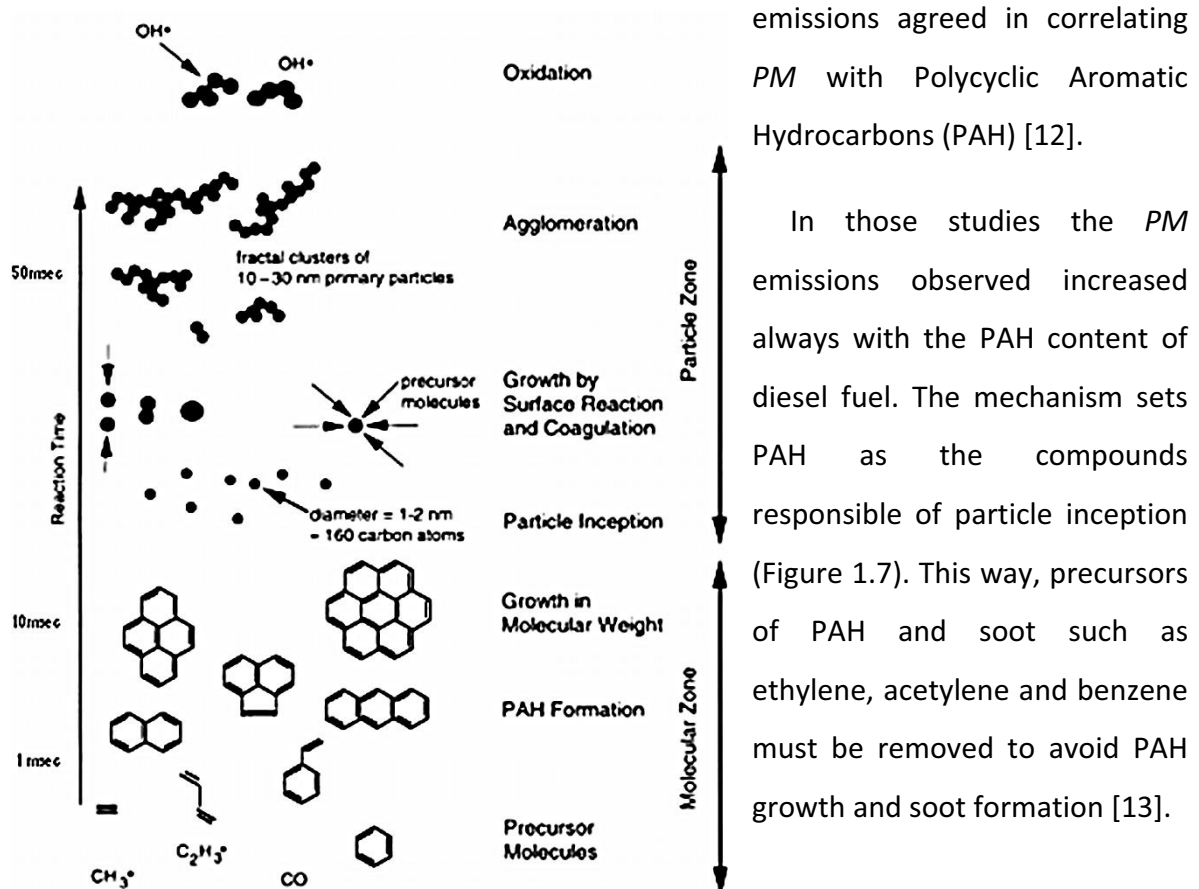 OH•
OH•
Oxidation
Agglomeration
fractal clusters of
10 – 30 nm primary particles
50msec
Reaction Time
Particle Zone
precursor
molecules
Growth by
Surface Reaction
and Coagulation
diameter = 1-2 nm
= 160 carbon atoms
Particle Inception
10msec
Growth in
Molecular Weight
PAH Formation
1 msec
Molecular Zone
Precursor
Molecules
C₂H₃•
CH₃•
CO
emissions agreed in correlating
PM with Polycyclic Aromatic
Hydrocarbons (PAH) [12].
In those studies the PM
emissions observed increased
always with the PAH content of
diesel fuel. The mechanism sets
PAH as the compounds
responsible of particle inception
(Figure 1.7). This way, precursors
of PAH and soot such as
ethylene, acetylene and benzene
must be removed to avoid PAH
growth and soot formation [13].